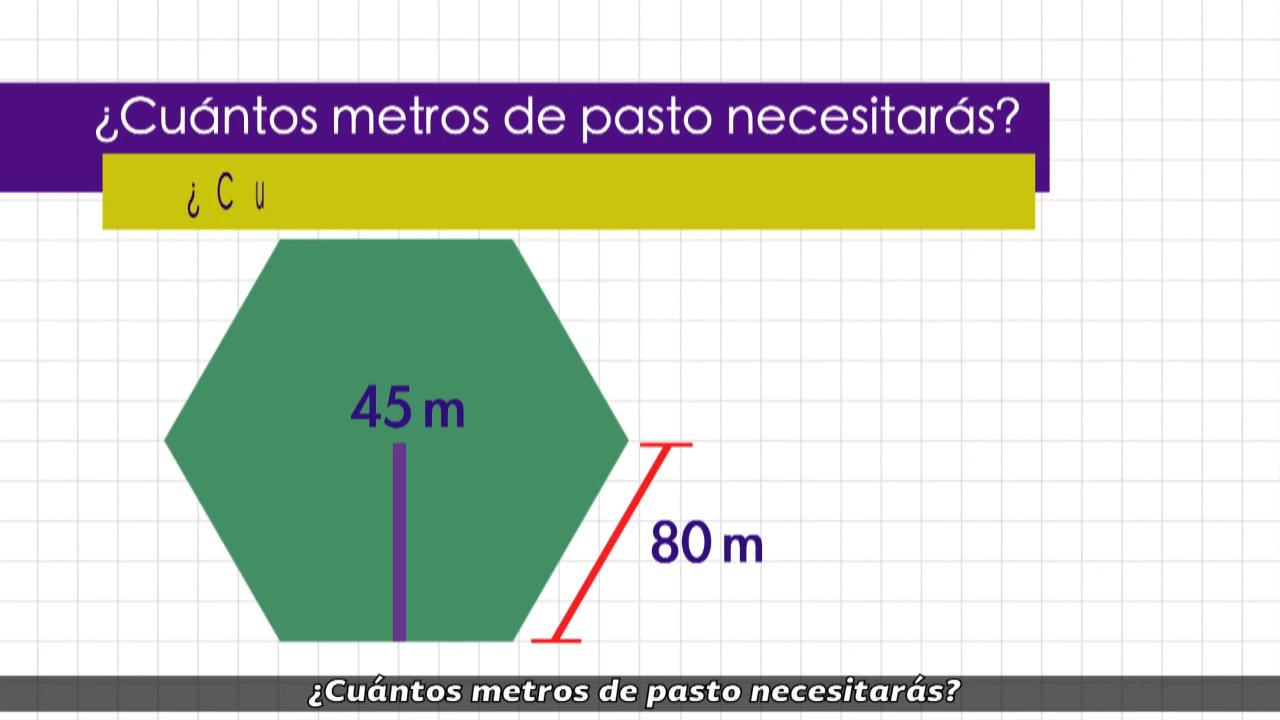 ¿Cuántos metros de pasto necesitarás?
¿ C u
45 m
80 m
¿Cuántos metros de pasto necesitarás?